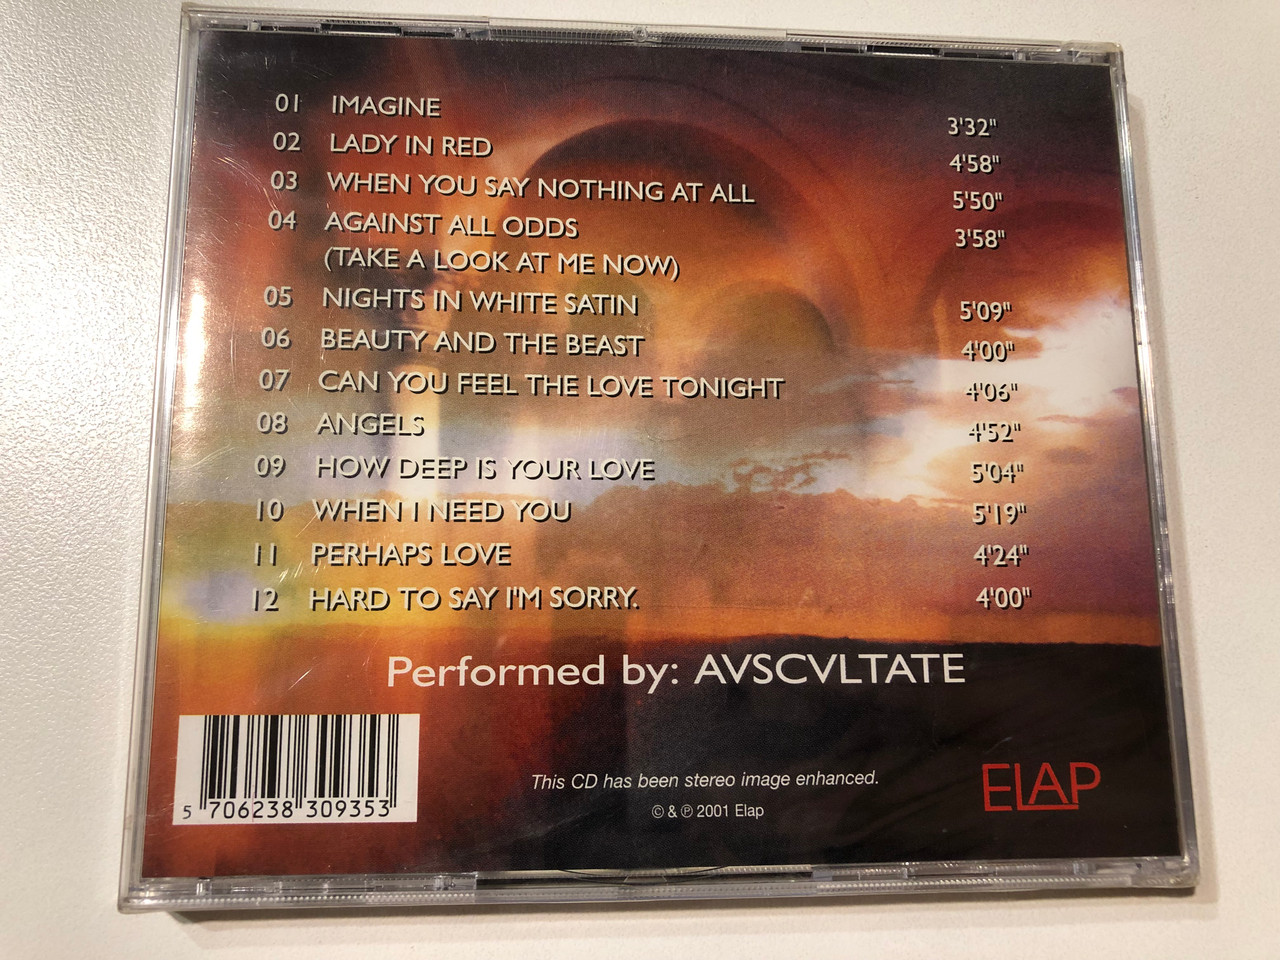 01 IMAGINE 3'32"
02 LADY IN RED 4'58"
03 WHEN YOU SAY NOTHING AT ALL 5'50"
04 AGAINST ALL ODDS 3'58"
(TAKE A LOOK AT ME NOW)
05 NIGHTS IN WHITE SATIN 5'09"
06 BEAUTY AND THE BEAST 4'00"
07 CAN YOU FEEL THE LOVE TONIGHT 4'06"
08 ANGELS 4'52"
09 HOW DEEP IS YOUR LOVE 5'04"
10 WHEN I NEED YOU 5'19"
11 PERHAPS LOVE 4'24"
12 HARD TO SAY I'M SORRY. 4'00"
Performed by: AVSCVLTATE
This CD has been stereo image enhanced.
© & ℗ 2001 Elap
ELAP
5 706238 309353